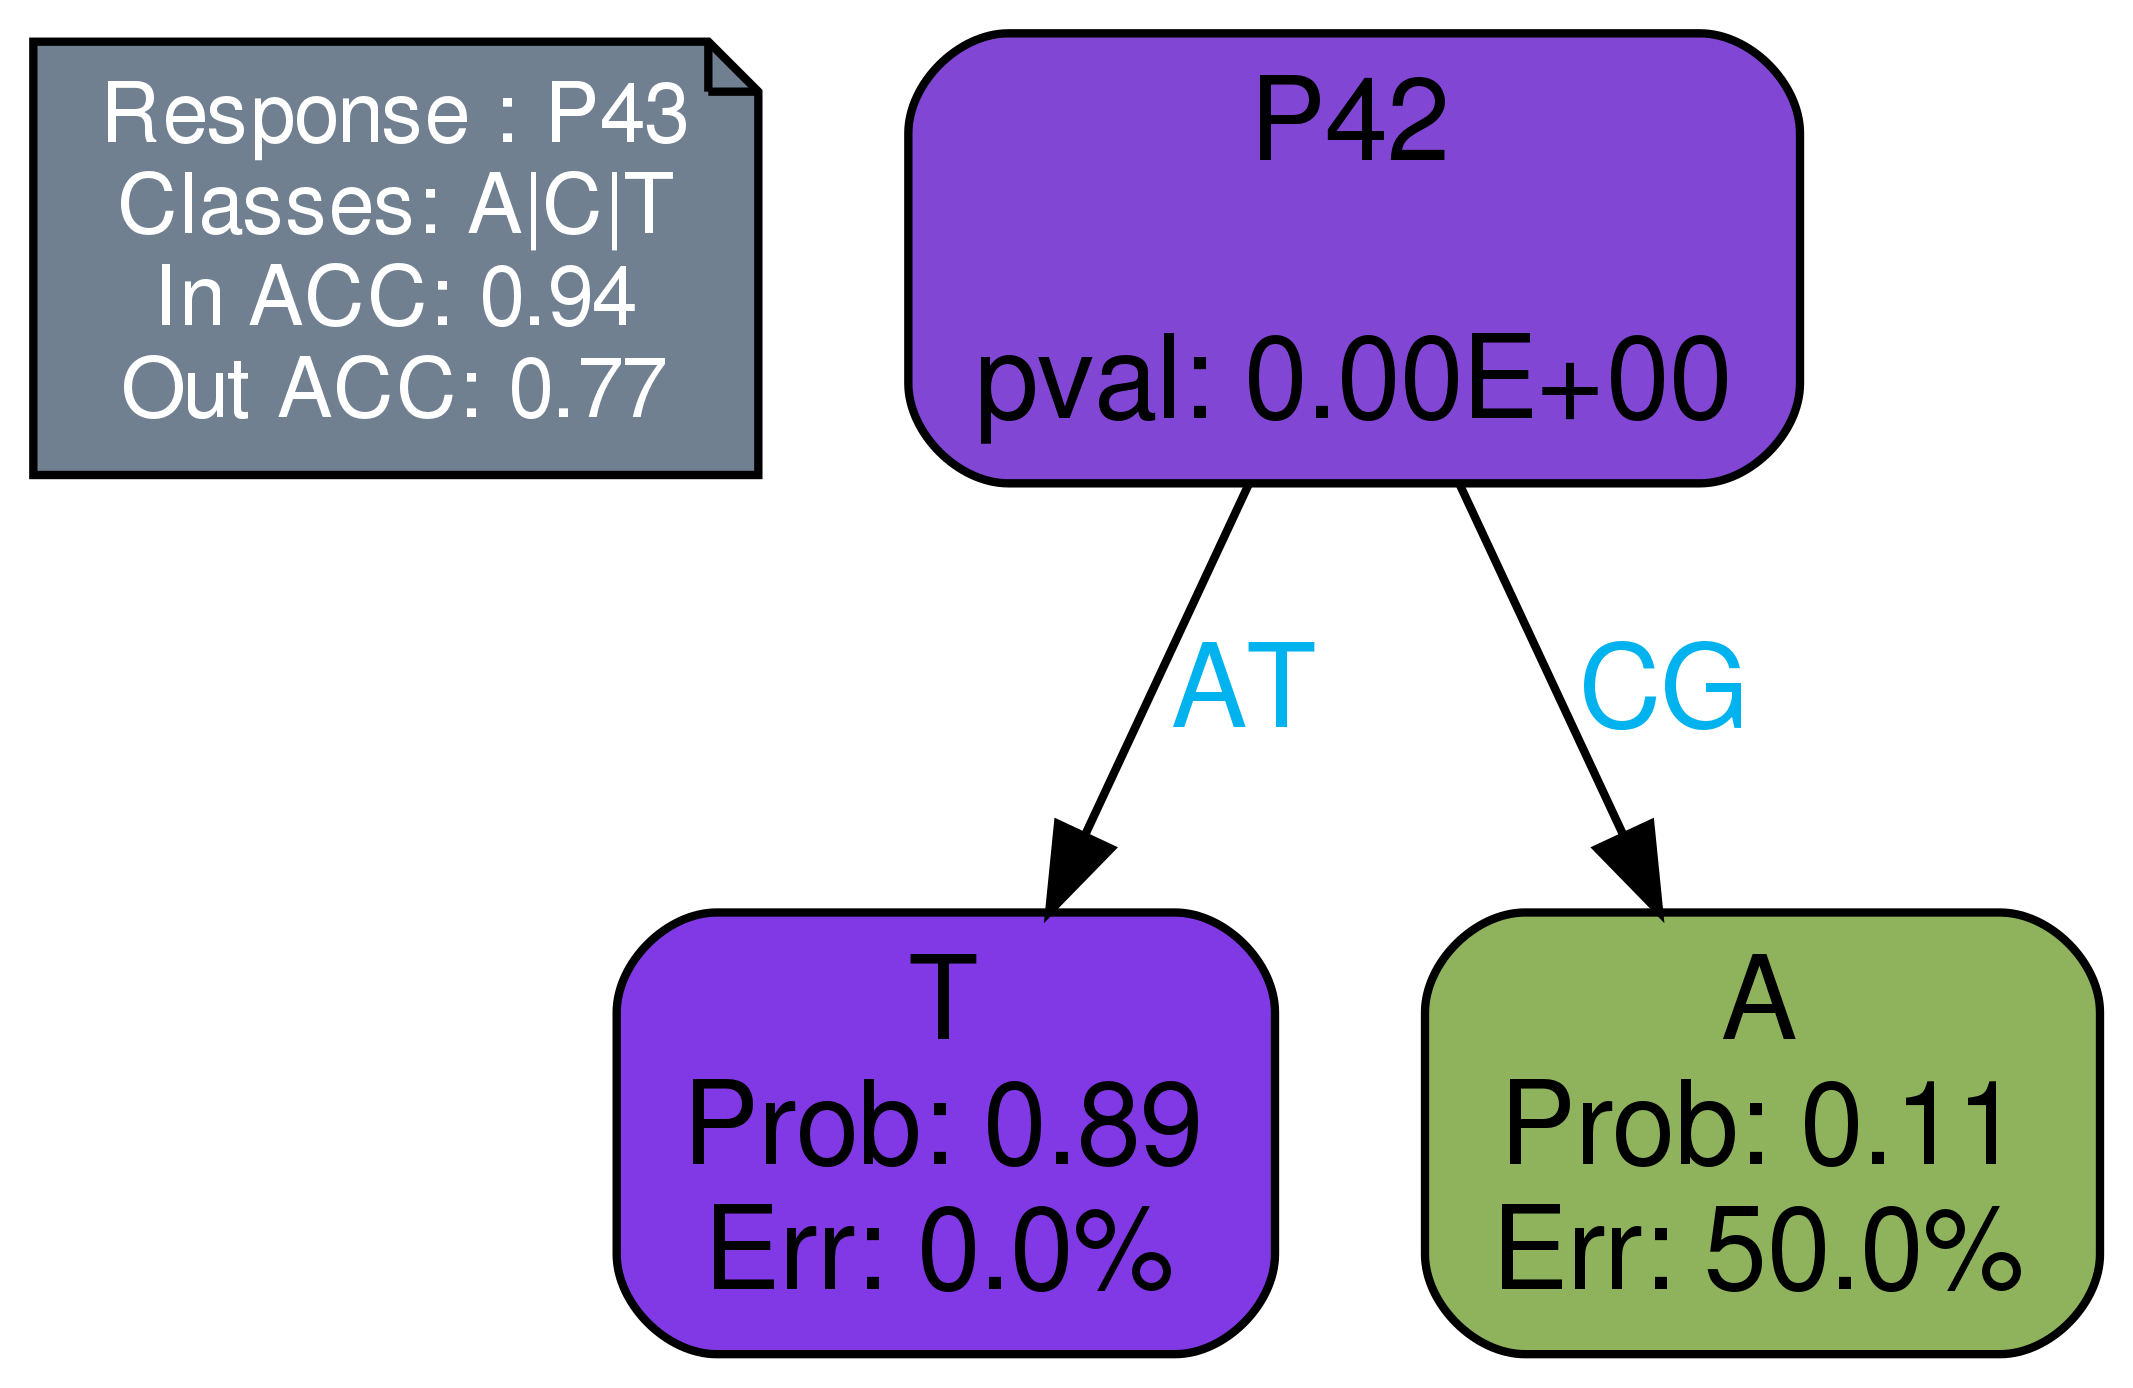 Response : P43
Classes: A|C|T
In ACC: 0.94
Out ACC: 0.77
P42
pval: 0.00E+00
AT
CG
T
Prob: 0.89
Err: 0.0%
A
Prob: 0.11
Err: 50.0%